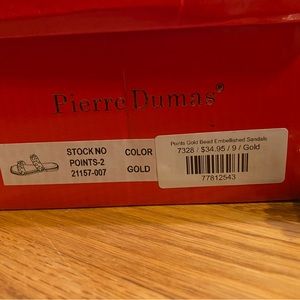 Pierre Dumas®
STOCK NO COLOR
POINTS-2
21157-007 GOLD
Points Gold Bead Embellished Sandals
7328 / $34.95 / 9 / Gold
77812543